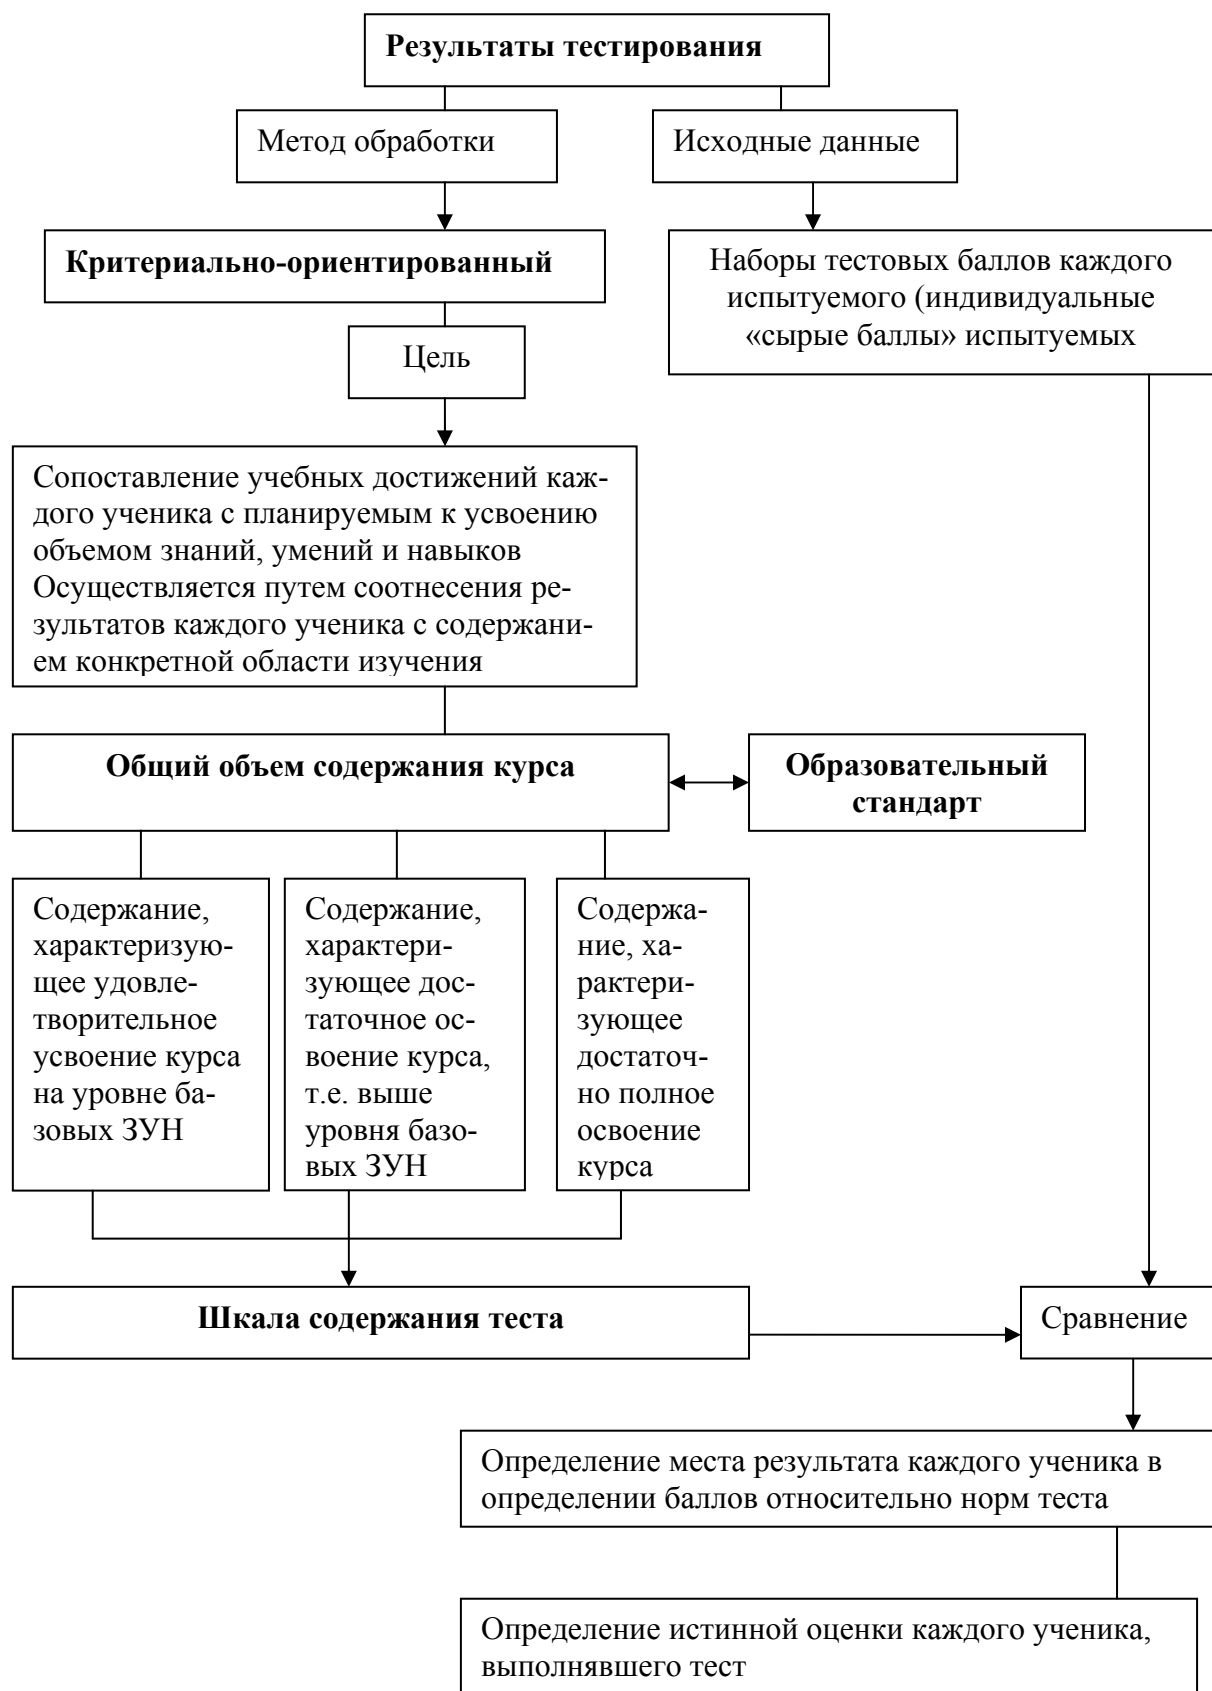 Результаты тестирования
Метод обработки
Исходные данные
Критериально-ориентированный
Наборы тестовых баллов каждого
испытуемого (индивидуальные
«сырые баллы» испытуемых
Цель
Сопоставление учебных достижений каж-
дого ученика с планируемым к усвоению
объемом знаний, умений и навыков
Осуществляется путем соотнесения ре-
зультатов каждого ученика с содержани-
ем конкретной области изучения
Общий объем содержания курса
Образовательный
стандарт
Содержание,
характеризую-
щее удовле-
творительное
усвоение курса
на уровне ба-
зовых ЗУН
Содержание,
характери-
зующее дос-
таточное ос-
воение курса,
т.е. выше
уровня базо-
вых ЗУН
Содержа-
ние, ха-
рактери-
зующее
достаточ-
но полное
освоение
курса
Шкала содержания теста
Сравнение
Определение места результата каждого ученика в
определении баллов относительно норм теста
Определение истинной оценки каждого ученика,
выполнявшего тест